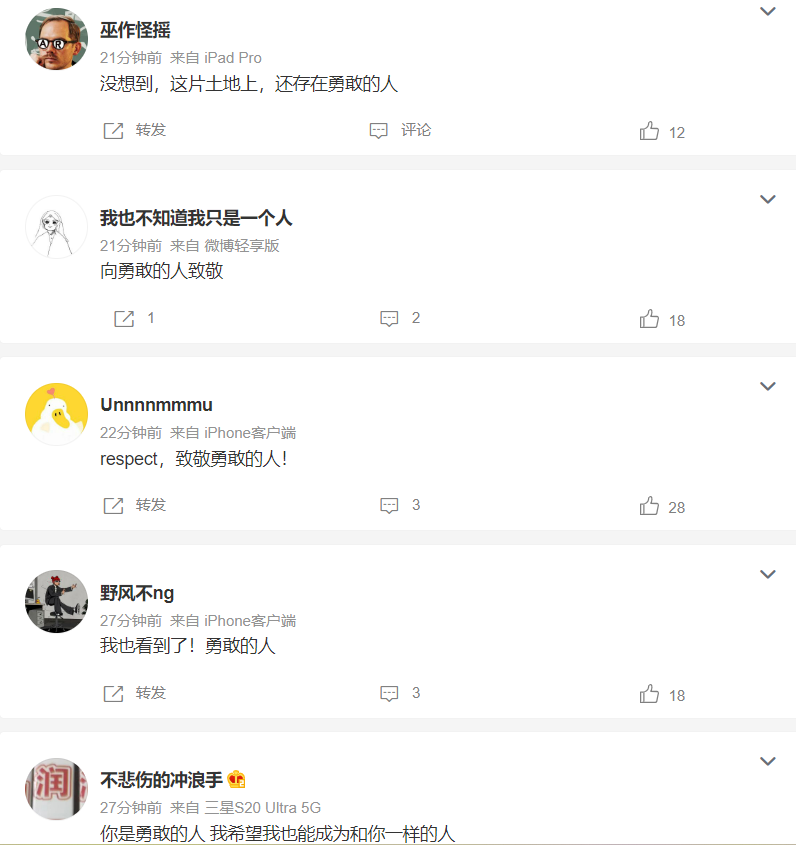 巫作怪摇
21分钟前 来自 iPad Pro
没想到，这片土地上，还存在勇敢的人
转发 评论 12
我也不知道我只是一个人
21分钟前 来自 微博轻享版
向勇敢的人致敬
1 2 18
Unnnnmmmu
22分钟前 来自 iPhone客户端
respect，致敬勇敢的人！
转发 3 28
野风不ng
27分钟前 来自 iPhone客户端
我也看到了！勇敢的人
转发 3 18
润
不悲伤的冲浪手
27分钟前 来自 三星S20 Ultra 5G
你是勇敢的人 我希望我也能成为和你一样的人